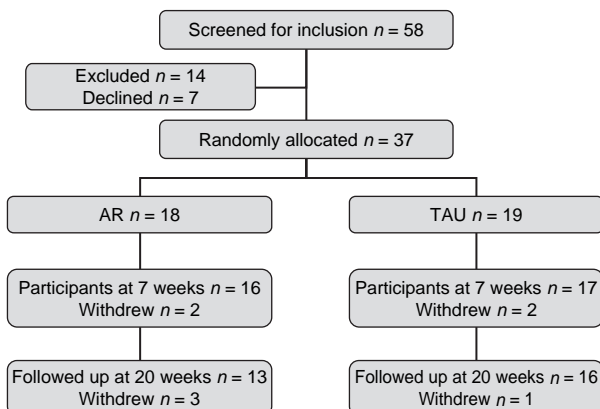 Screened for inclusion n = 58
Excluded n = 14
Declined n = 7
Randomly allocated n = 37
AR n = 18
TAU n = 19
Participants at 7 weeks n = 16
Withdrew n = 2
Participants at 7 weeks n = 17
Withdrew n = 2
Followed up at 20 weeks n = 13
Withdrew n = 3
Followed up at 20 weeks n = 16
Withdrew n = 1